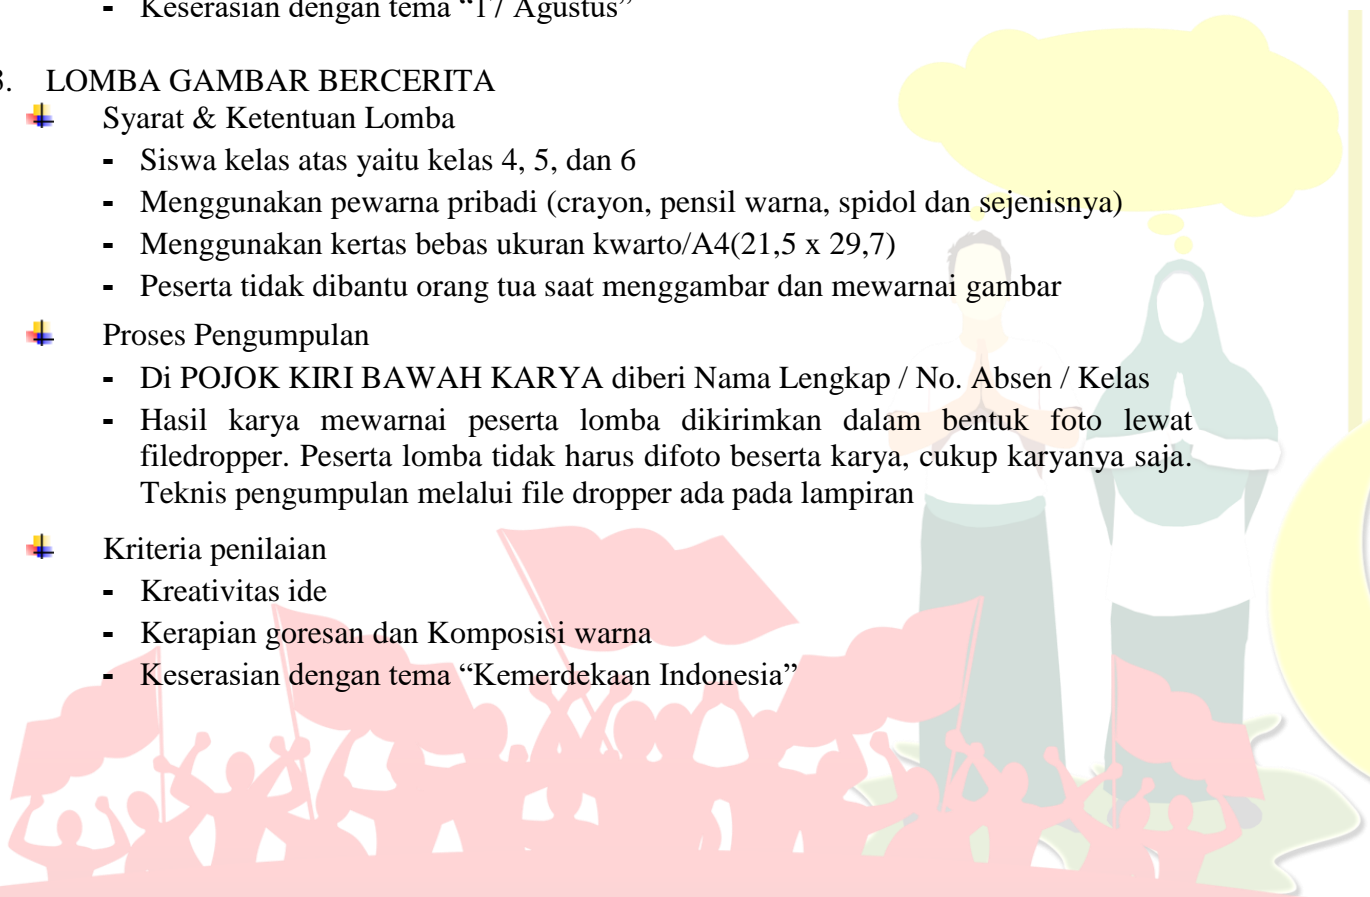 - Keserasian dengan tema “17 Agustus”
3. LOMBA GAMBAR BERCERITA
Syarat & Ketentuan Lomba
- Siswa kelas atas yaitu kelas 4, 5, dan 6
- Menggunakan pewarna pribadi (crayon, pensil warna, spidol dan sejenisnya)
- Menggunakan kertas bebas ukuran kwarto/A4(21,5 x 29,7)
- Peserta tidak dibantu orang tua saat menggambar dan mewarnai gambar
Proses Pengumpulan
- Di POJOK KIRI BAWAH KARYA diberi Nama Lengkap / No. Absen / Kelas
- Hasil karya mewarnai peserta lomba dikirimkan dalam bentuk foto lewat
filedropper. Peserta lomba tidak harus difoto beserta karya, cukup karyanya saja.
Teknis pengumpulan melalui file dropper ada pada lampiran
Kriteria penilaian
- Kreativitas ide
- Kerapian goresan dan Komposisi warna
- Keserasian dengan tema “Kemerdekaan Indonesia”